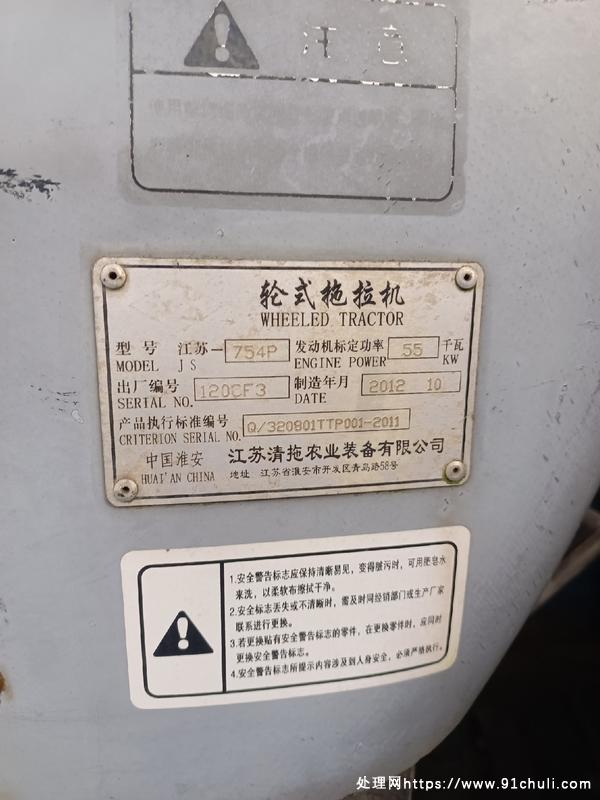 注意
轮式拖拉机
WHEELED TRACTOR
型号 江苏- 754P 发动机标定功率 55 千瓦
MODEL JS ENGINE POWER KW
出厂编号 120CF3 制造年月 2012 10
SERIAL NO. DATE
产品执行标准编号 Q/320801TTP001-2011
CRITERION SERIAL NO.
中国淮安 江苏清拖农业装备有限公司
HUAI'AN CHINA 地址 江苏省淮安市开发区青岛路58号
1.安全警告标志应保持清晰易见，变得脏污时，可用肥皂水
来洗，以柔软布擦拭干净。
2.安全标志丢失或不清晰时，需及时同经销部门或生产厂家
联系进行更换。
3.若更换贴有安全警告标志的零件，在更换零件时，应同时
更换安全警告标志。
4.安全警告标志所提示内容涉及到人身安全，必须严格执行。
处理网https://www.91chuli.com/